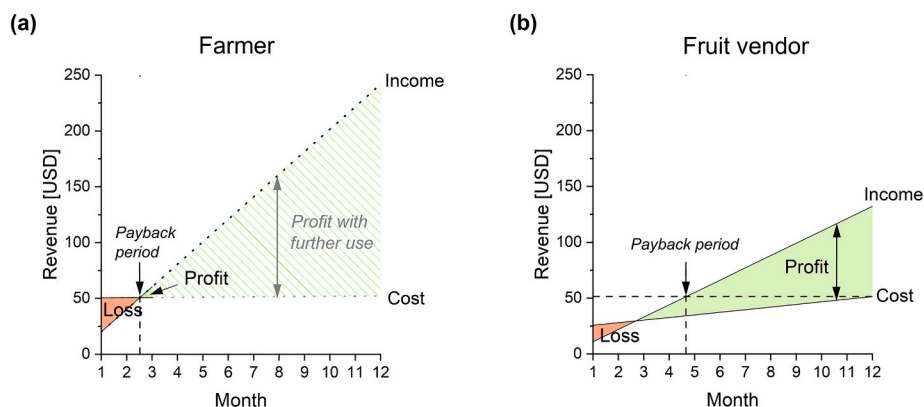 (a)
Farmer
Revenue [USD]
250
200
150
100
50
0
Income
Payback
period
Profit
Profit with
further use
Loss
Cost
1 2 3 4 5 6 7 8 9 10 11 12
Month
(b)
Fruit vendor
Revenue [USD]
250
200
150
100
50
0
Income
Payback period
Profit
Cost
Loss
1 2 3 4 5 6 7 8 9 10 11 12
Month